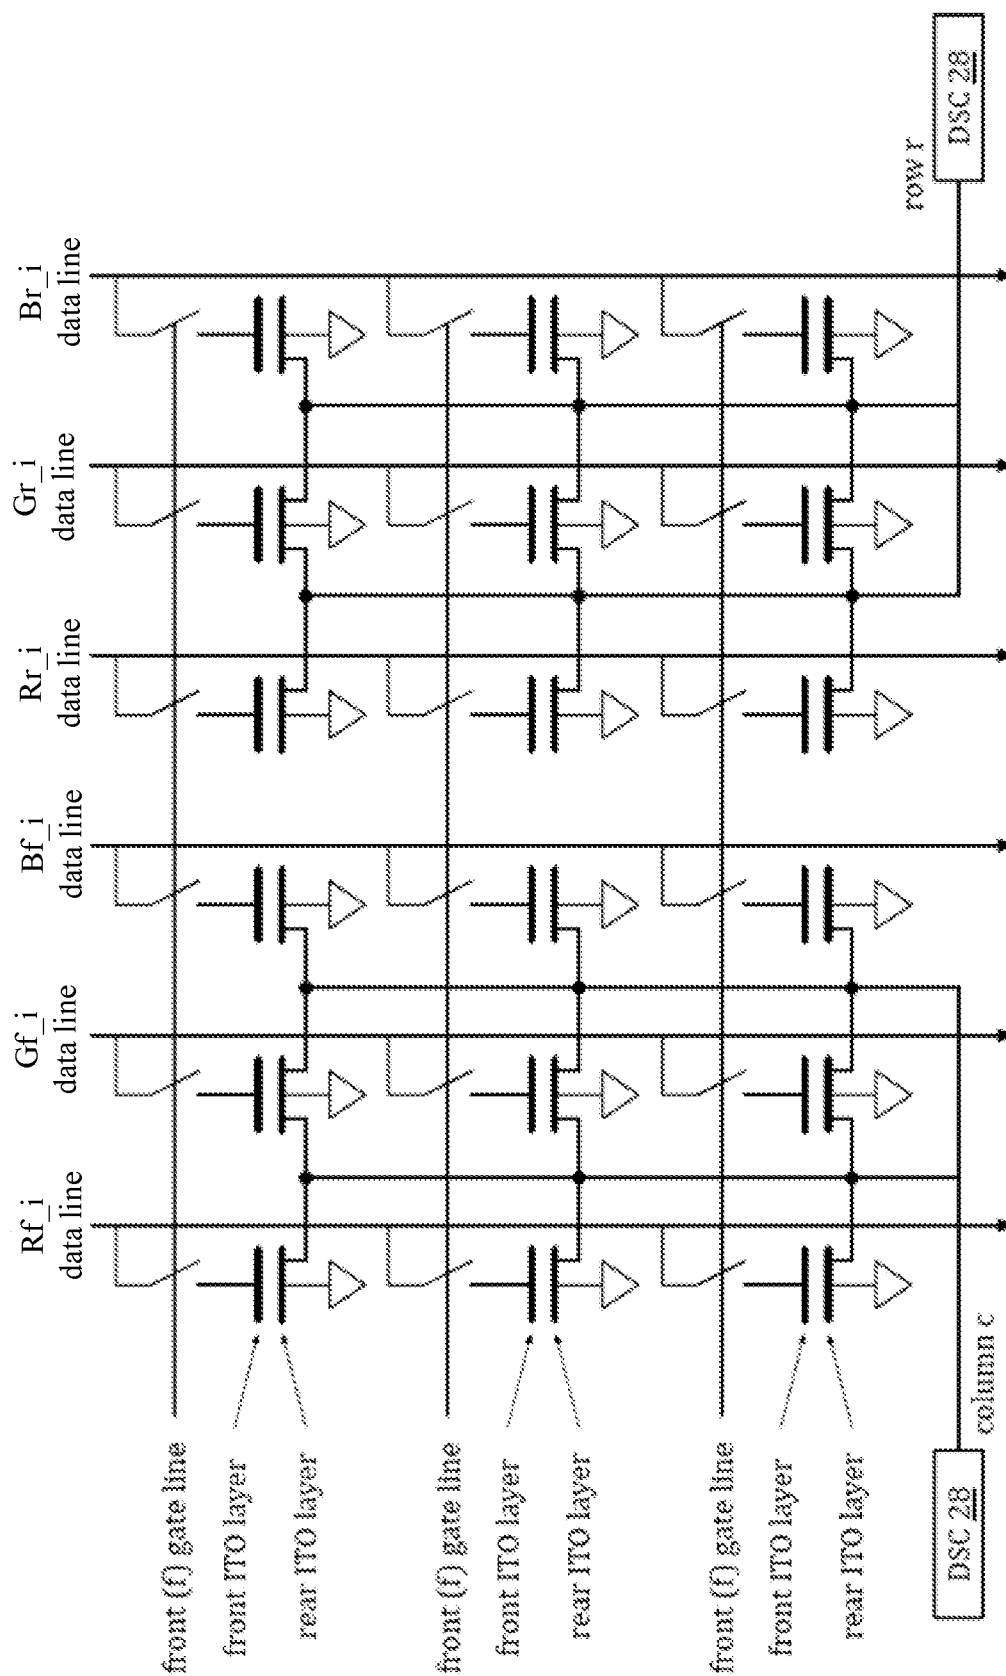 Rf_i
data line
Gf_i
data line
Bf_i
data line
Rr_i
data line
Gr_i
data line
Br_i
data line
front (f) gate line
front ITO layer
rear ITO layer
front (f) gate line
front ITO layer
rear ITO layer
front (f) gate line
front ITO layer
rear ITO layer
row r
DSC 28
column c
DSC 28